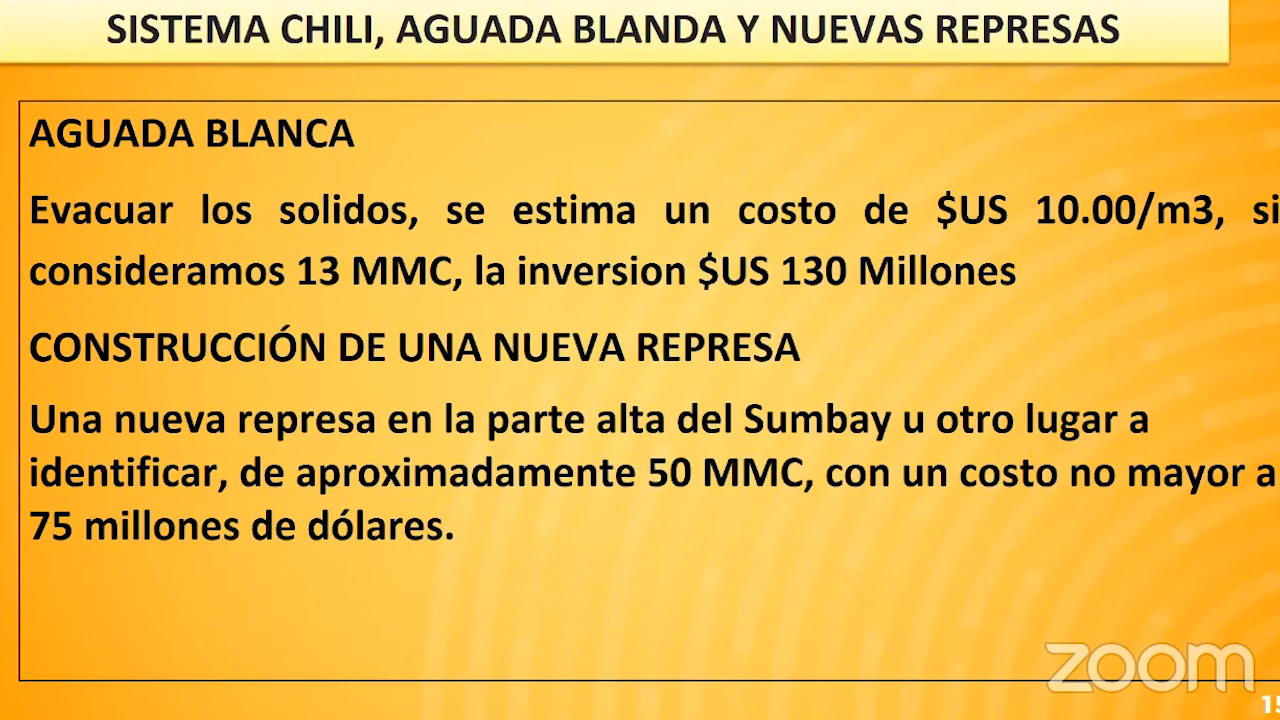 SISTEMA CHILI, AGUADA BLANDA Y NUEVAS REPRESAS
AGUADA BLANCA
Evacuar los solidos, se estima un costo de $US 10.00/m3, si
consideramos 13 MMC, la inversion $US 130 Millones
CONSTRUCCIÓN DE UNA NUEVA REPRESA
Una nueva represa en la parte alta del Sumbay u otro lugar a
identificar, de aproximadamente 50 MMC, con un costo no mayor a
75 millones de dólares.
zoom